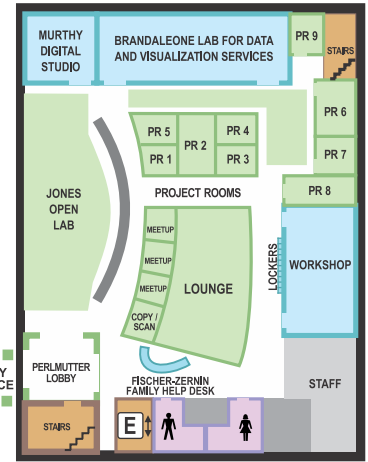 MURTHY
DIGITAL
STUDIO
BRANDALEONE LAB FOR DATA
AND VISUALIZATION SERVICES
PR 9
STAIRS
PR 6
PR 5
PR 2
PR 4
PR 1
PR 3
PR 7
PR 8
JONES
OPEN
LAB
PROJECT ROOMS
MEETUP
MEETUP
MEETUP
COPY /
SCAN
LOUNGE
LOCKERS
WORKSHOP
PERLMUTTER
LOBBY
Y
CE
FISCHER-ZERNIN
FAMILY HELP DESK
STAFF
STAIRS
E